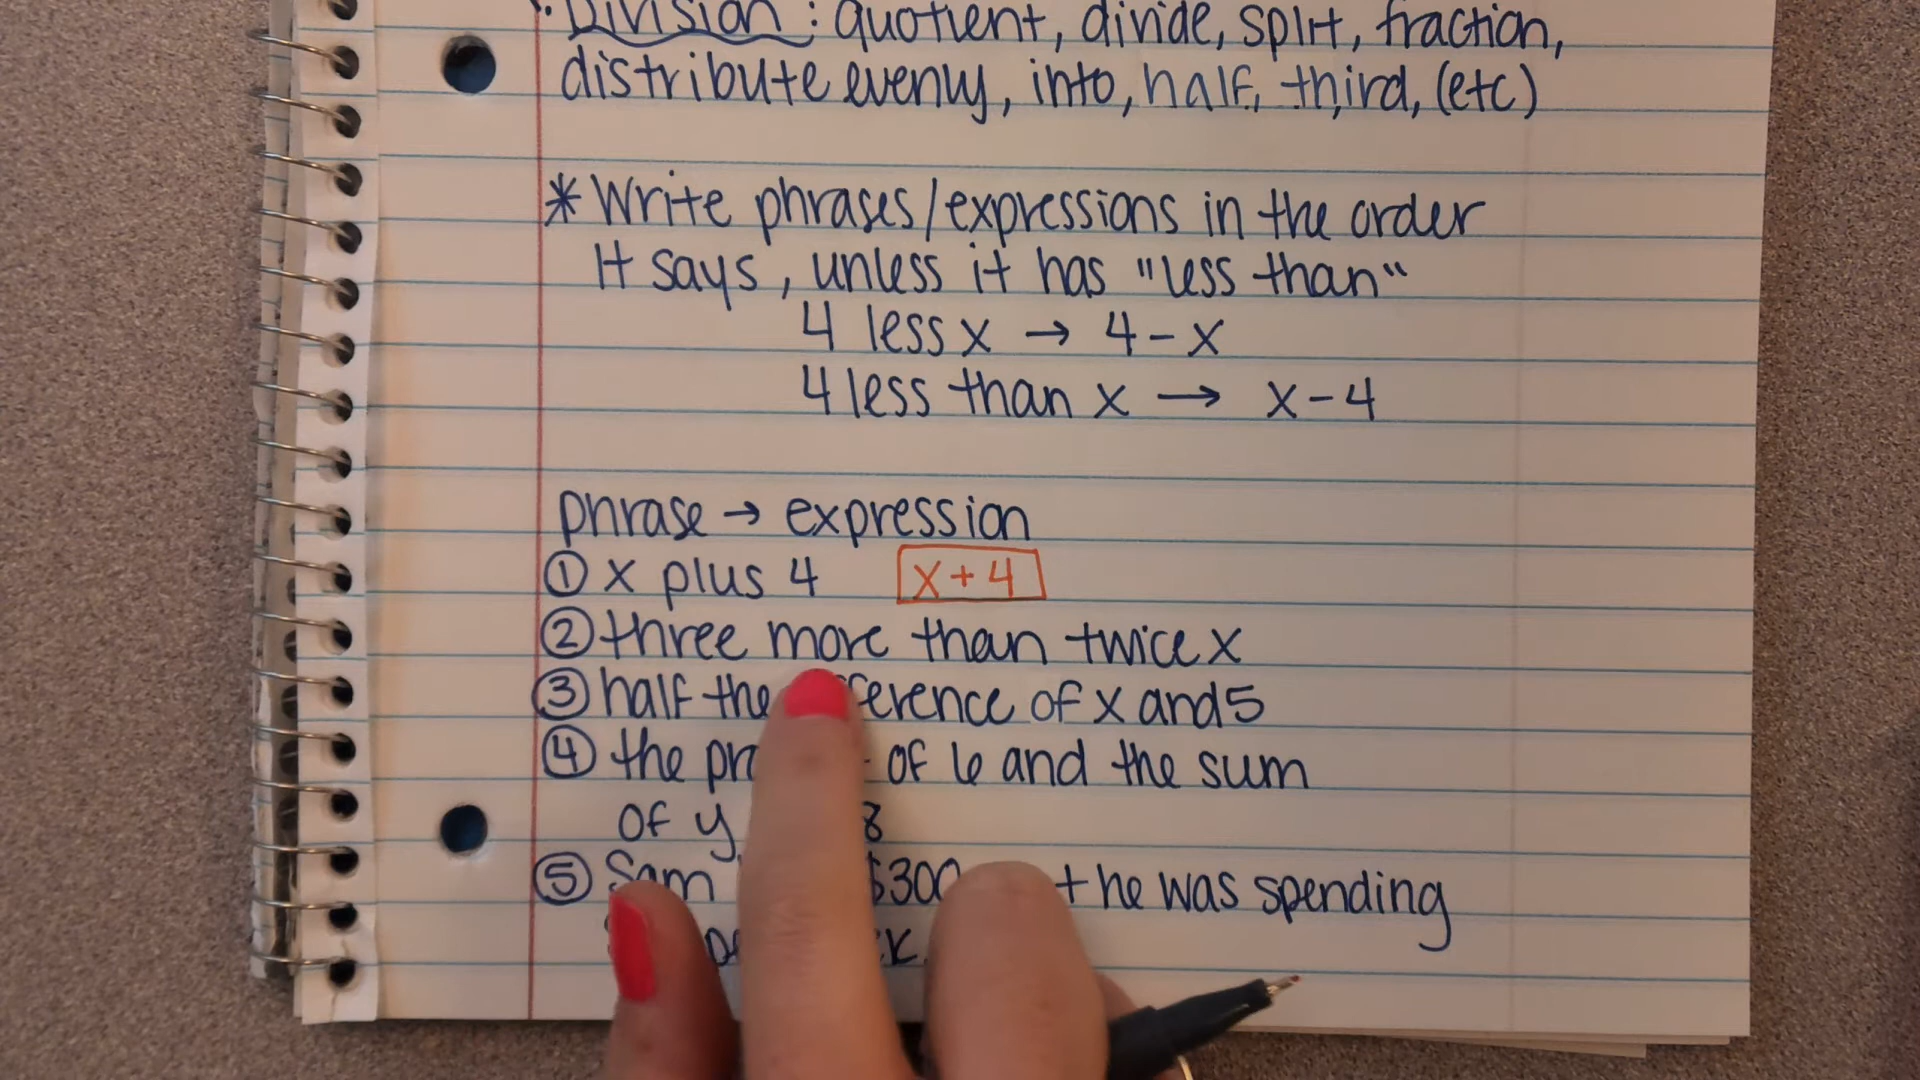 Division: quotient, divide, split, fraction,
distribute evenly, into, half, third, (etc)
* Write phrases/expressions in the order
it says, unless it has "less than"
4 less x → 4 - x
4 less than x → x - 4
phrase → expression
① x plus 4 x + 4
② three more than twice x
③ half the of x and 5
④ the of 6 and the sum
of y 8
⑤ Sam $300 he was spending